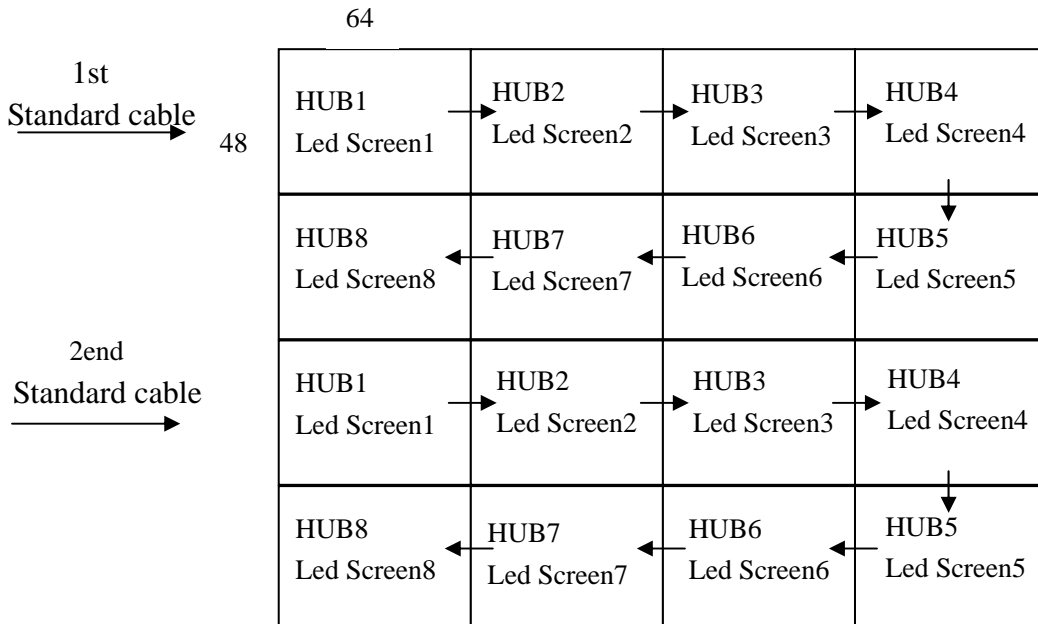 64
1st
Standard cable
48
HUB1
Led Screen1
HUB2
Led Screen2
HUB3
Led Screen3
HUB4
Led Screen4
HUB8
Led Screen8
HUB7
Led Screen7
HUB6
Led Screen6
HUB5
Led Screen5
2end
Standard cable
HUB1
Led Screen1
HUB2
Led Screen2
HUB3
Led Screen3
HUB4
Led Screen4
HUB8
Led Screen8
HUB7
Led Screen7
HUB6
Led Screen6
HUB5
Led Screen5